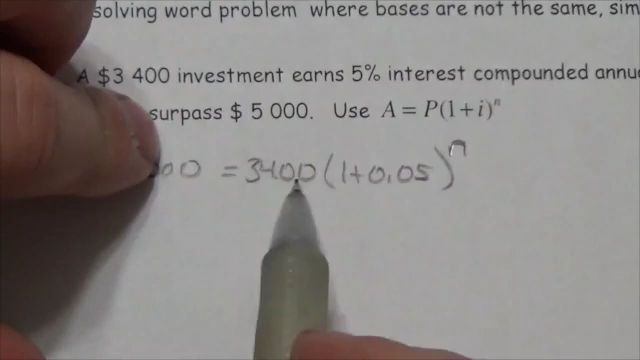 solving word problem where bases are not the same, sim
A $3 400 investment earns 5% interest compounded annu
surpass $ 5 000. Use A = P(1+i)ⁿ
00 = 3400 (1+0.05)ⁿ